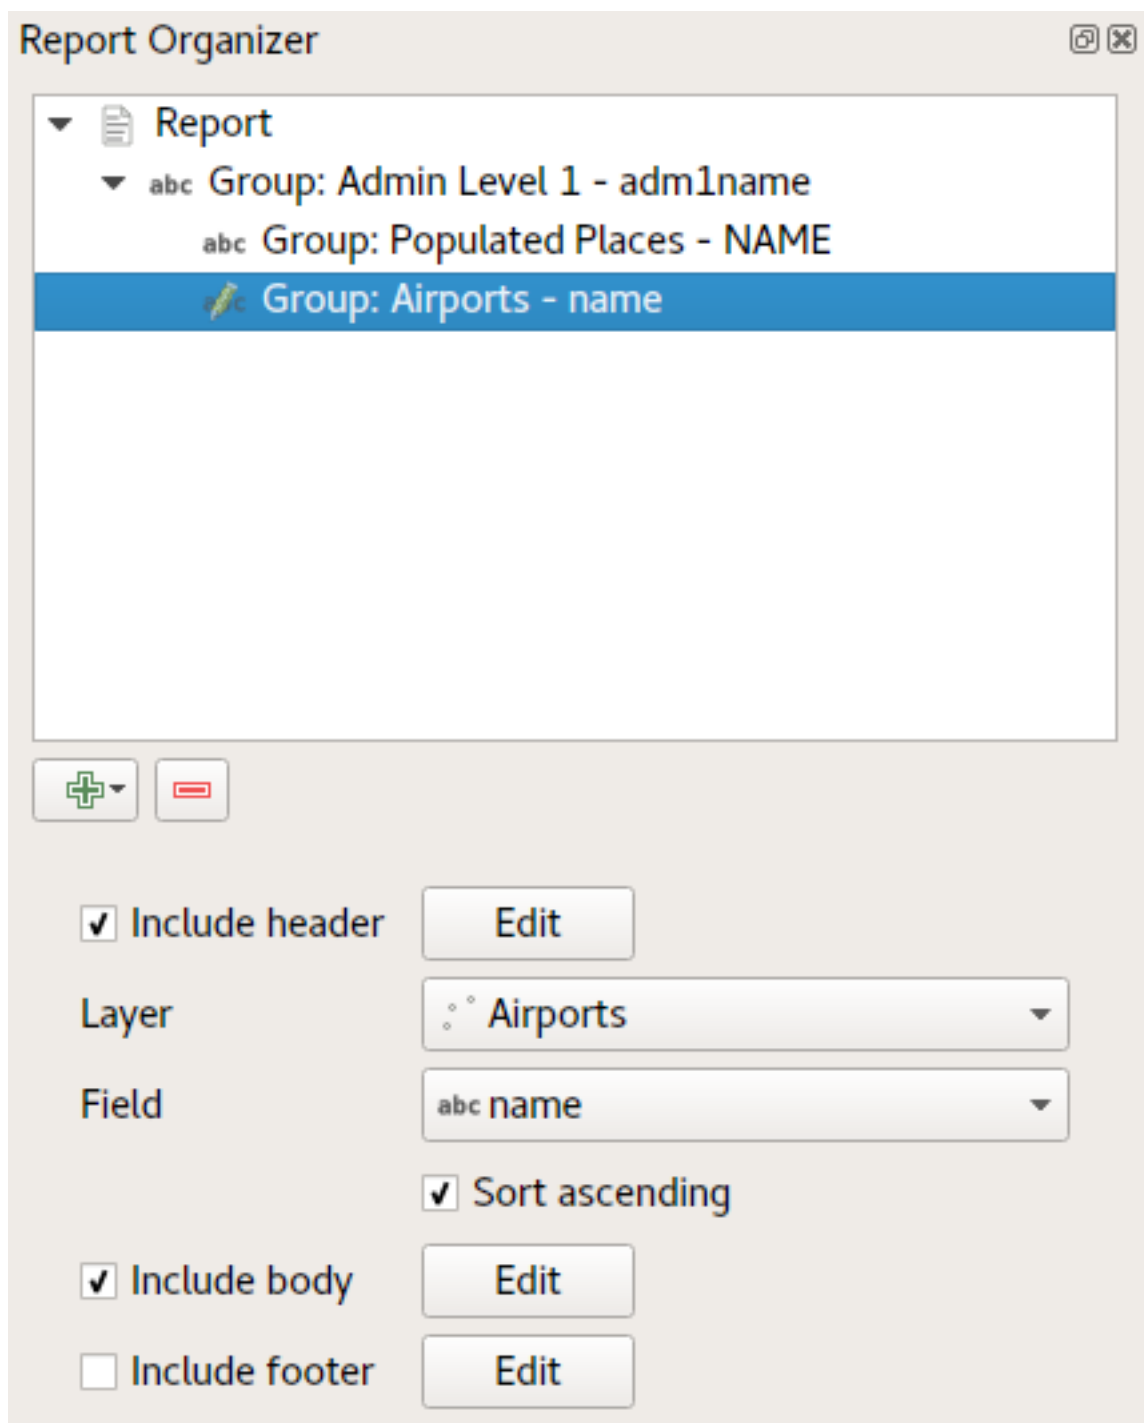 Report Organizer
Report
abc Group: Admin Level 1 - adm1name
abc Group: Populated Places - NAME
Group: Airports - name
Include header Edit
Layer Airports
Field abc name
Sort ascending
Include body Edit
Include footer Edit